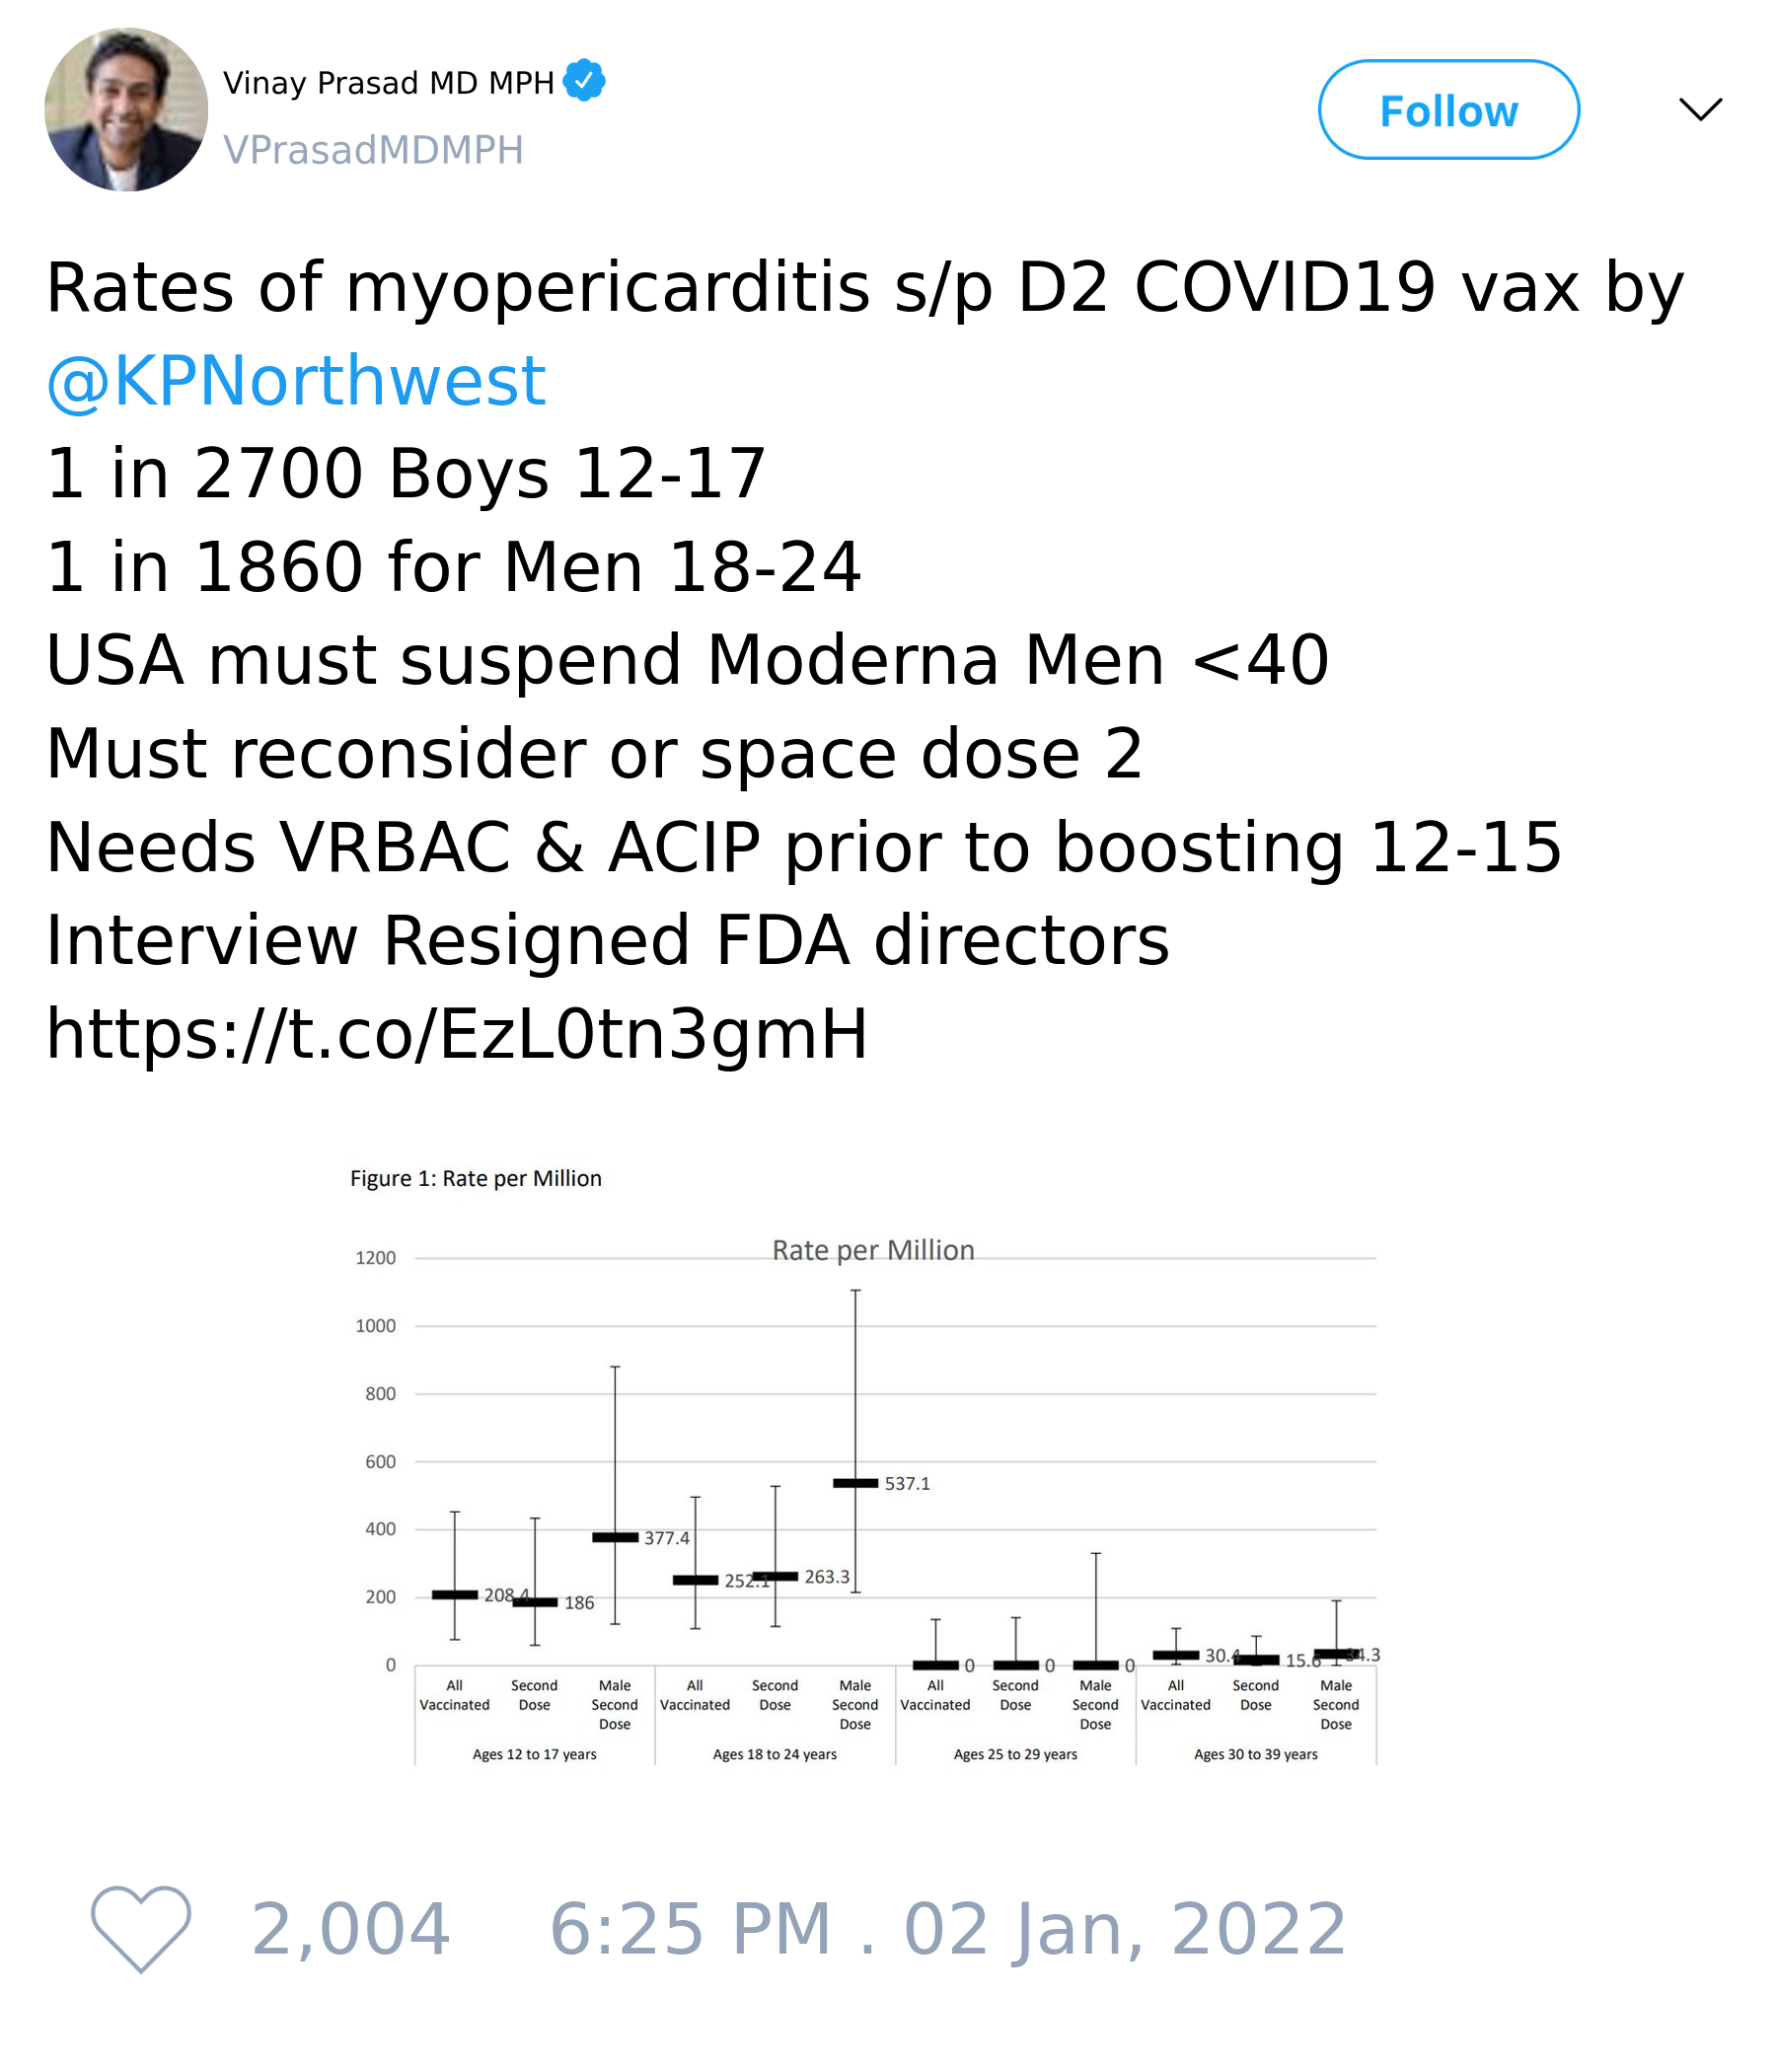 Vinay Prasad MD MPH
VPrasadMDMPH
Follow
Rates of myopericarditis s/p D2 COVID19 vax by
@KPNorthwest
1 in 2700 Boys 12-17
1 in 1860 for Men 18-24
USA must suspend Moderna Men <40
Must reconsider or space dose 2
Needs VRBAC & ACIP prior to boosting 12-15
Interview Resigned FDA directors
https://t.co/EzL0tn3gmH
Figure 1: Rate per Million
Rate per Million
1200
1000
800
600
400
200
0
208.4
186
377.4
252.1
263.3
537.1
0
0
0
30.4
15.6
34.3
All Vaccinated
Second Dose
Male Second Dose
All Vaccinated
Second Dose
Male Second Dose
All Vaccinated
Second Dose
Male Second Dose
All Vaccinated
Second Dose
Male Second Dose
Ages 12 to 17 years
Ages 18 to 24 years
Ages 25 to 29 years
Ages 30 to 39 years
2,004 6:25 PM . 02 Jan, 2022